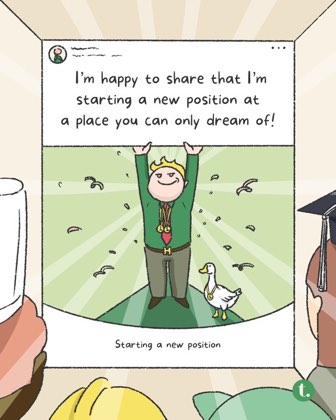 I'm happy to share that I'm
starting a new position at
a place you can only dream of!
H
Starting a new position
t.